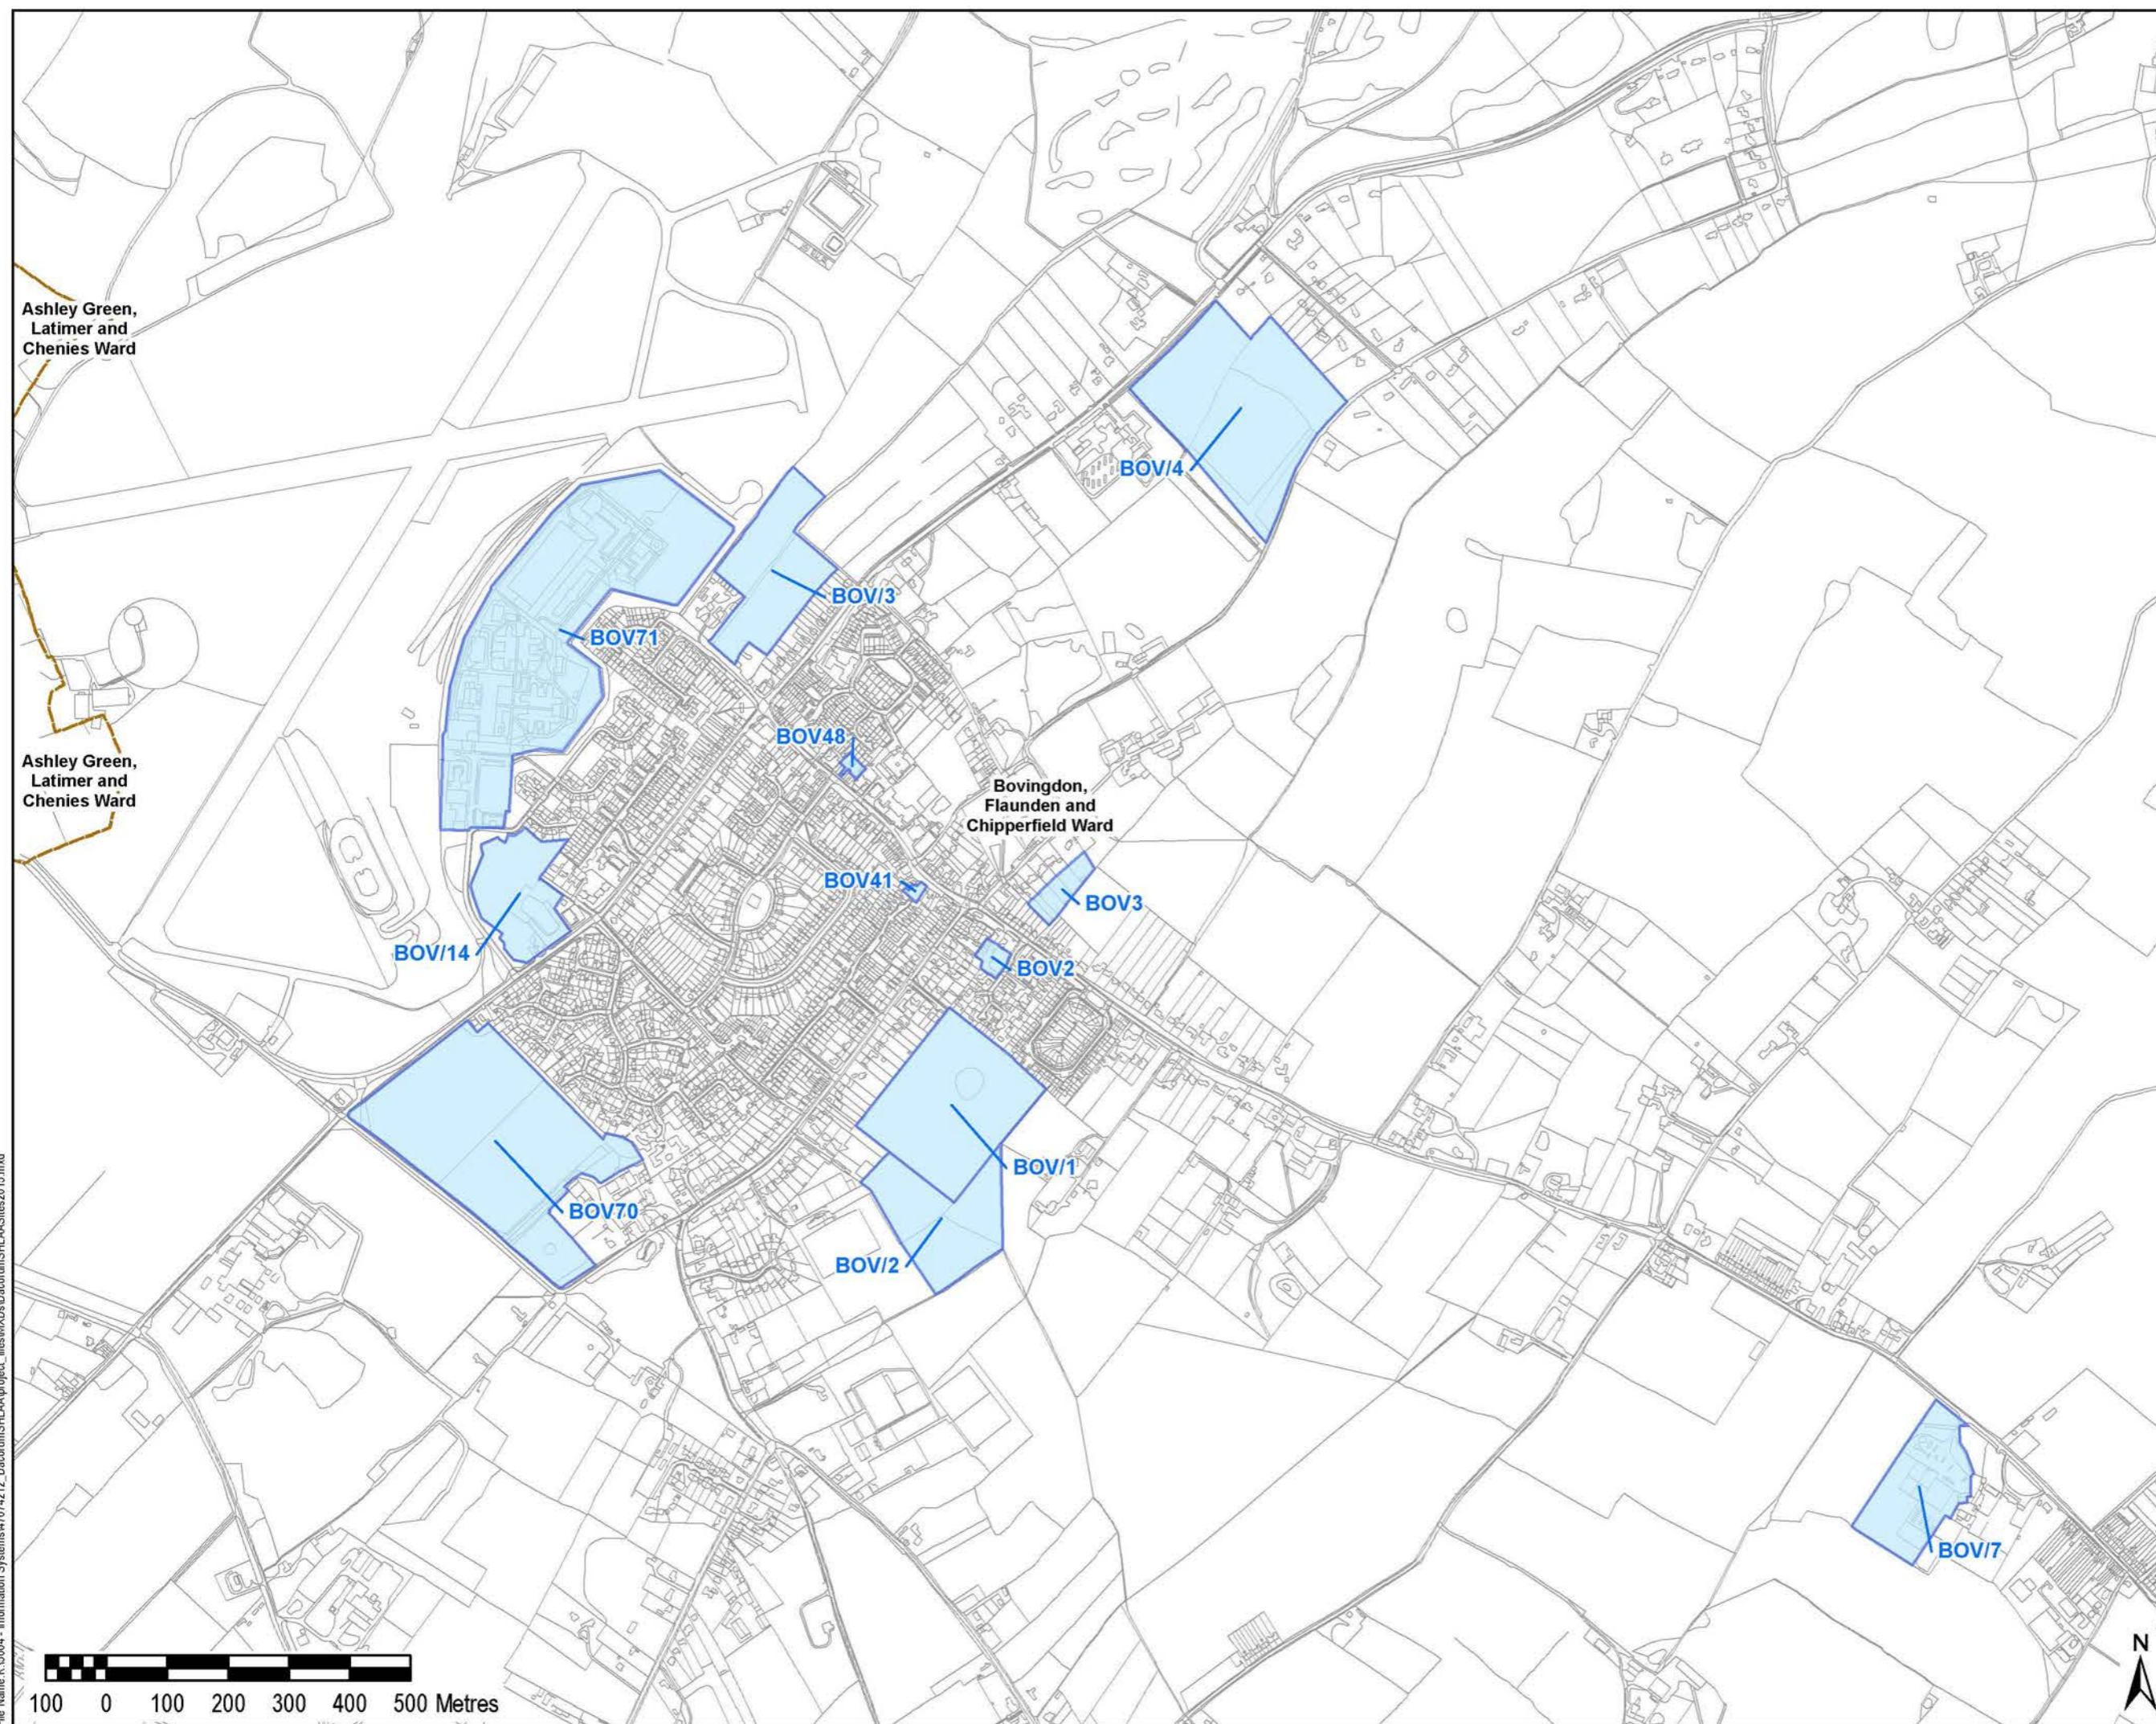 Ashley Green,
Latimer and
Chenies Ward
BOV/4
BOV/3
BOV71
BOV48
Ashley Green,
Latimer and
Chenies Ward
Bovingdon,
Flaunden and
Chipperfield Ward
BOV41
BOV3
BOV/14
BOV2
BOV/1
BOV70
BOV/2
BOV/7
N
100 0 100 200 300 400 500 Metres